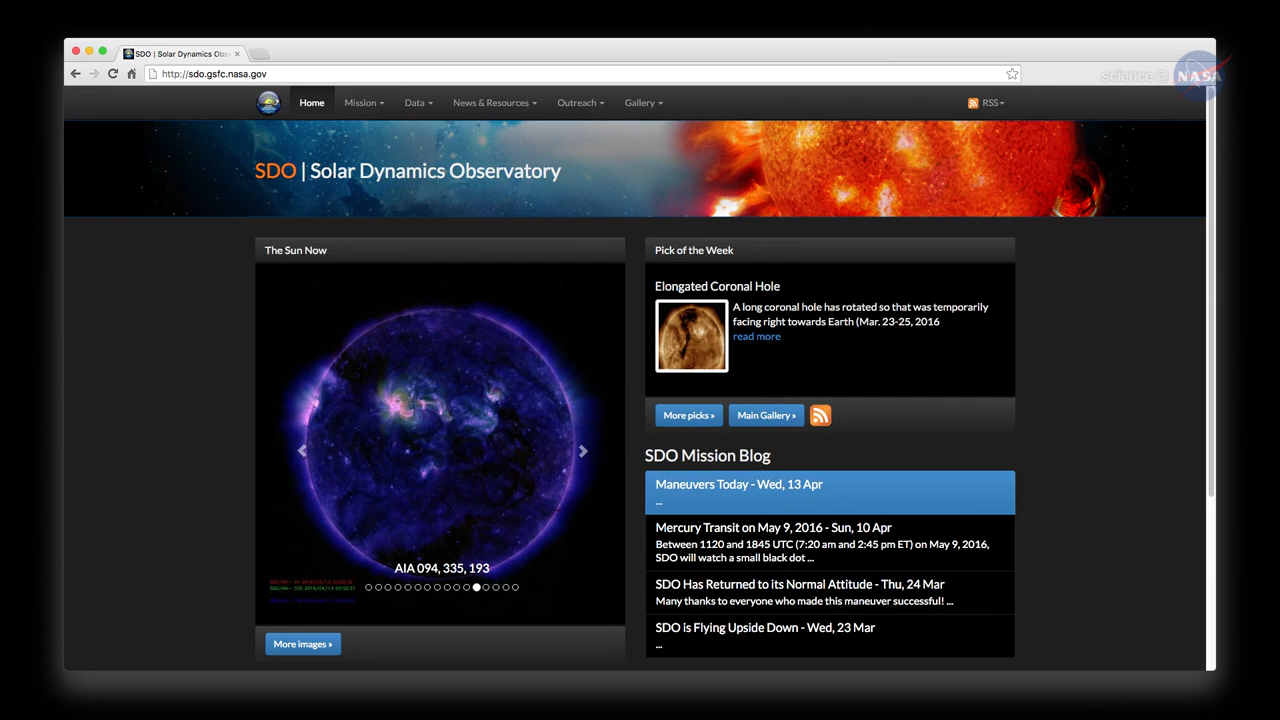 SDO | Solar Dynamics Obs
http://sdo.gsfc.nasa.gov
science@
NASA
Home
Mission
Data
News & Resources
Outreach
Gallery
RSS
SDO | Solar Dynamics Observatory
The Sun Now
AIA 094, 335, 193
More images »
Pick of the Week
Elongated Coronal Hole
A long coronal hole has rotated so that was temporarily
facing right towards Earth (Mar. 23-25, 2016
read more
More picks »
Main Gallery »
SDO Mission Blog
Maneuvers Today - Wed, 13 Apr
...
Mercury Transit on May 9, 2016 - Sun, 10 Apr
Between 1120 and 1845 UTC (7:20 am and 2:45 pm ET) on May 9, 2016,
SDO will watch a small black dot ...
SDO Has Returned to its Normal Attitude - Thu, 24 Mar
Many thanks to everyone who made this maneuver successful! ...
SDO is Flying Upside Down - Wed, 23 Mar
...